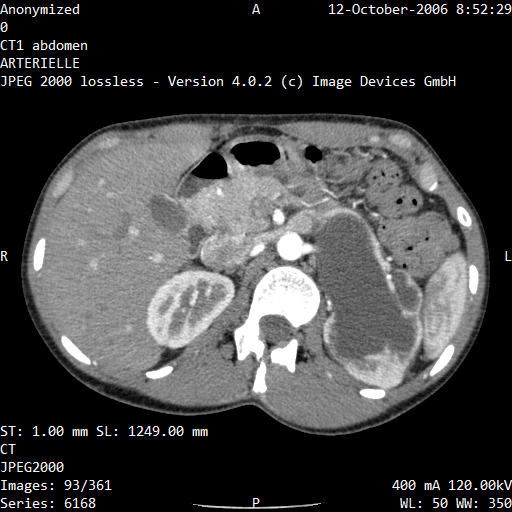 Anonymized A 12-October-2006 8:52:29
0
CT1 abdomen
ARTERIELLE
JPEG 2000 lossless - Version 4.0.2 (c) Image Devices GmbH
R L
ST: 1.00 mm SL: 1249.00 mm
CT
JPEG2000
Images: 93/361 400 mA 120.00kV
Series: 6168 P WL: 50 WW: 350